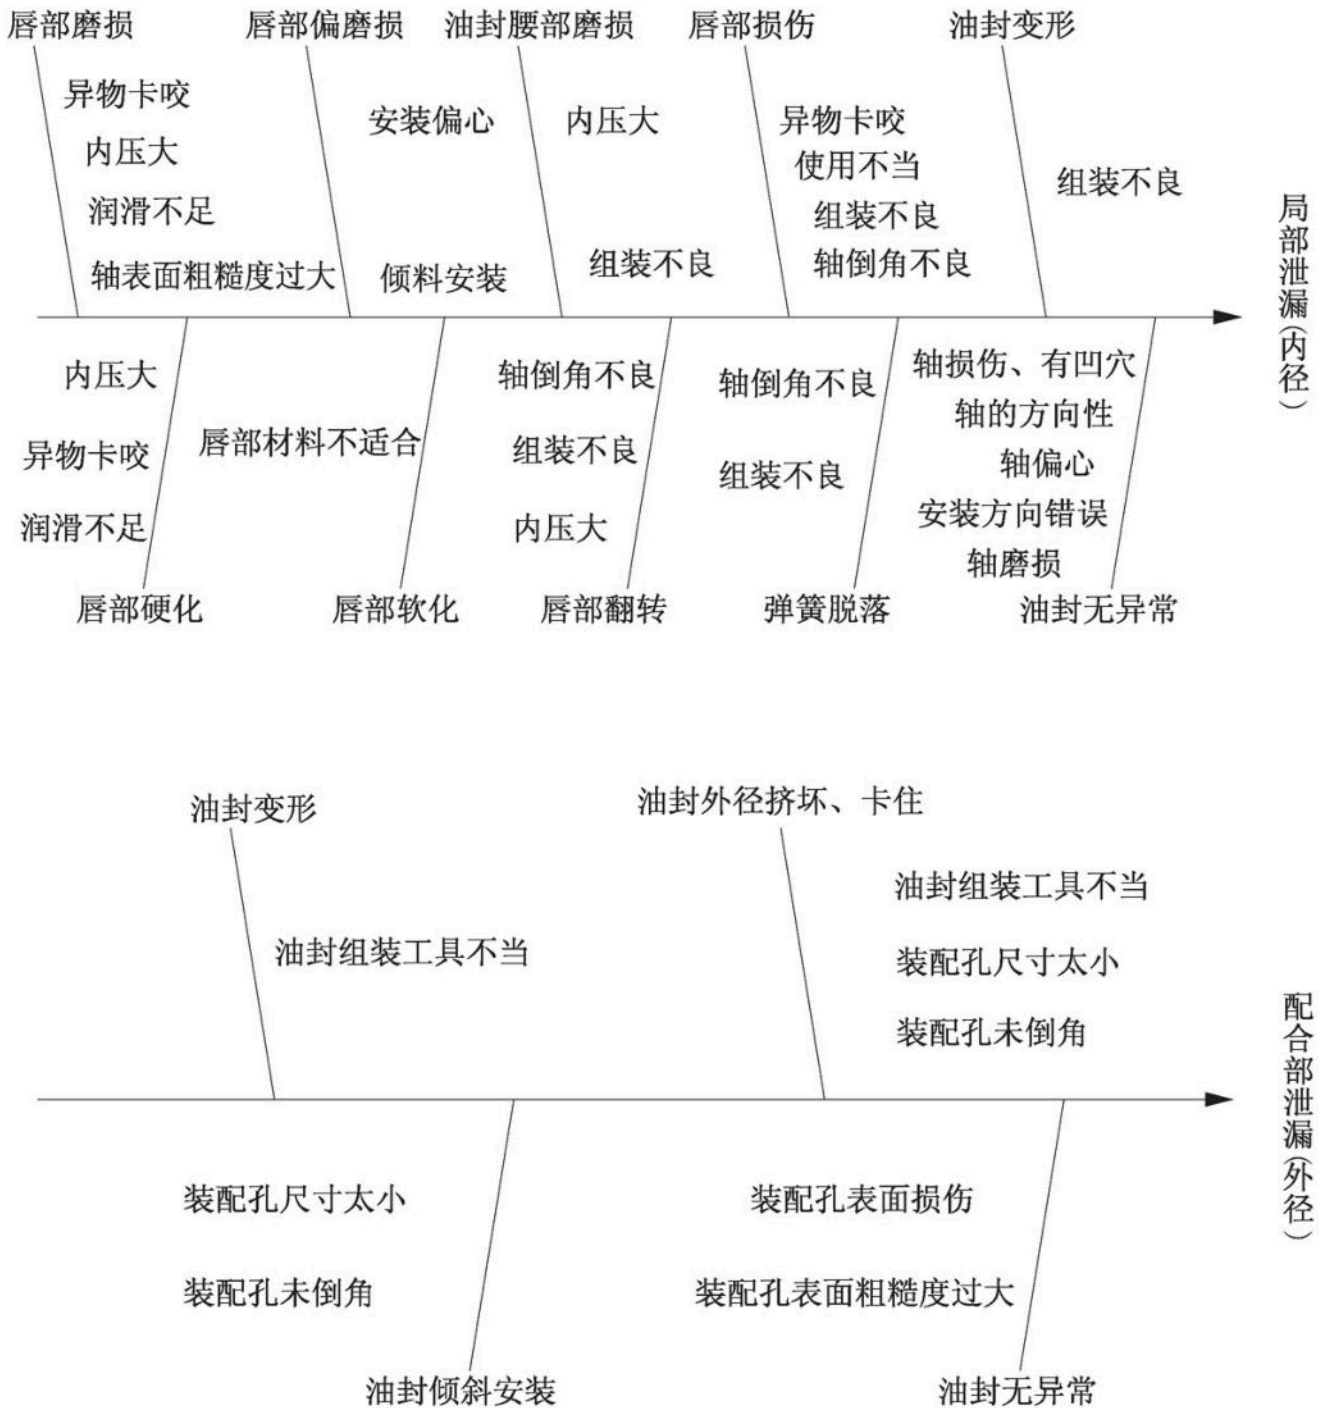 唇部磨损
唇部偏磨损
油封腰部磨损
唇部损伤
油封变形
异物卡咬
内压大
润滑不足
轴表面粗糙度过大
安装偏心
倾料安装
内压大
组装不良
异物卡咬
使用不当
组装不良
轴倒角不良
组装不良
局部泄漏(内径)
内压大
异物卡咬
润滑不足
唇部材料不适合
轴倒角不良
组装不良
内压大
轴倒角不良
组装不良
轴损伤、有凹穴
轴的方向性
轴偏心
安装方向错误
轴磨损
唇部硬化
唇部软化
唇部翻转
弹簧脱落
油封无异常
油封变形
油封外径挤坏、卡住
油封组装工具不当
油封组装工具不当
装配孔尺寸太小
装配孔未倒角
配合部泄漏(外径)
装配孔尺寸太小
装配孔未倒角
装配孔表面损伤
装配孔表面粗糙度过大
油封倾斜安装
油封无异常